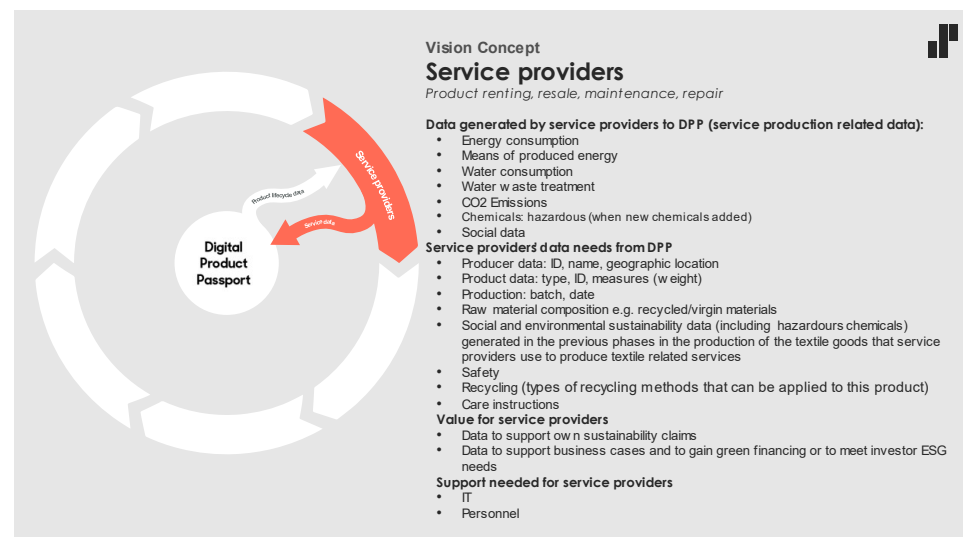 Vision Concept
Service providers
Product renting, resale, maintenance, repair
Data generated by service providers to DPP (service production related data):
• Energy consumption
• Means of produced energy
• Water consumption
• Water waste treatment
• CO2 Emissions
• Chemicals: hazardous (when new chemicals added)
• Social data
Service providers' data needs from DPP
• Producer data: ID, name, geographic location
• Product data: type, ID, measures (weight)
• Production: batch, date
• Raw material composition e.g. recycled/virgin materials
• Social and environmental sustainability data (including hazardours chemicals)
generated in the previous phases in the production of the textile goods that service
providers use to produce textile related services
• Safety
• Recycling (types of recycling methods that can be applied to this product)
• Care instructions
Value for service providers
• Data to support own sustainability claims
• Data to support business cases and to gain green financing or to meet investor ESG
needs
Support needed for service providers
• IT
• Personnel
Service providers
Product lifecycle data
Service data
Digital
Product
Passport